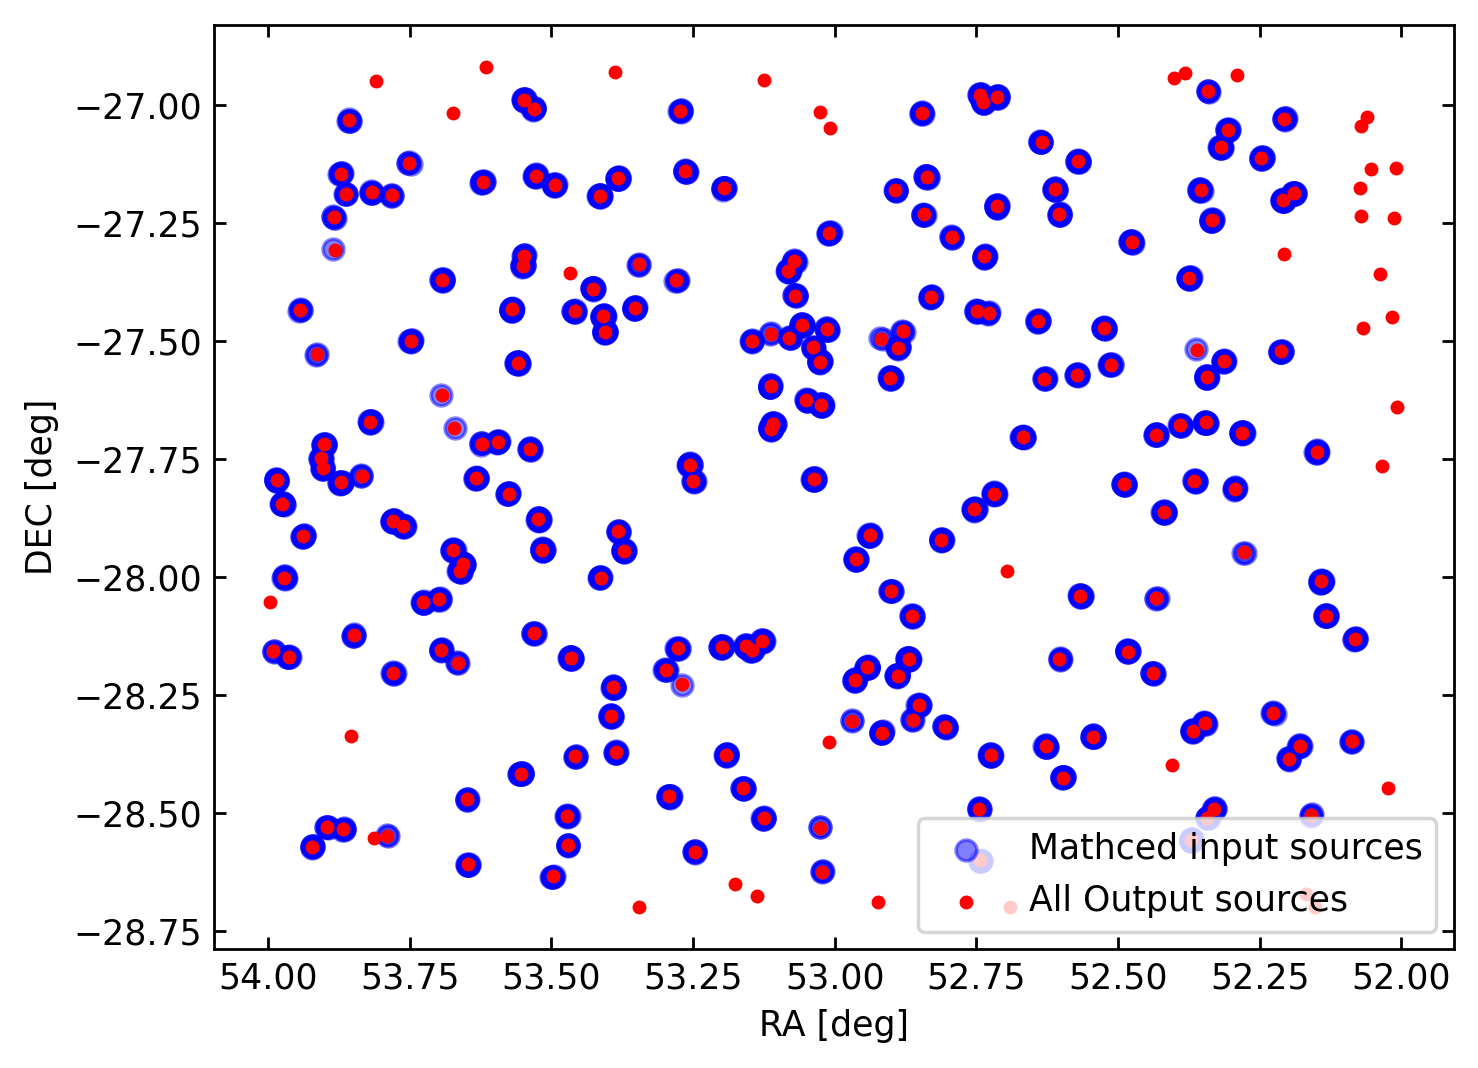 −27.00
−27.25
−27.50
−27.75
−28.00
−28.25
−28.50
−28.75
DEC [deg]
Mathced input sources
All Output sources
54.00 53.75 53.50 53.25 53.00 52.75 52.50 52.25 52.00
RA [deg]